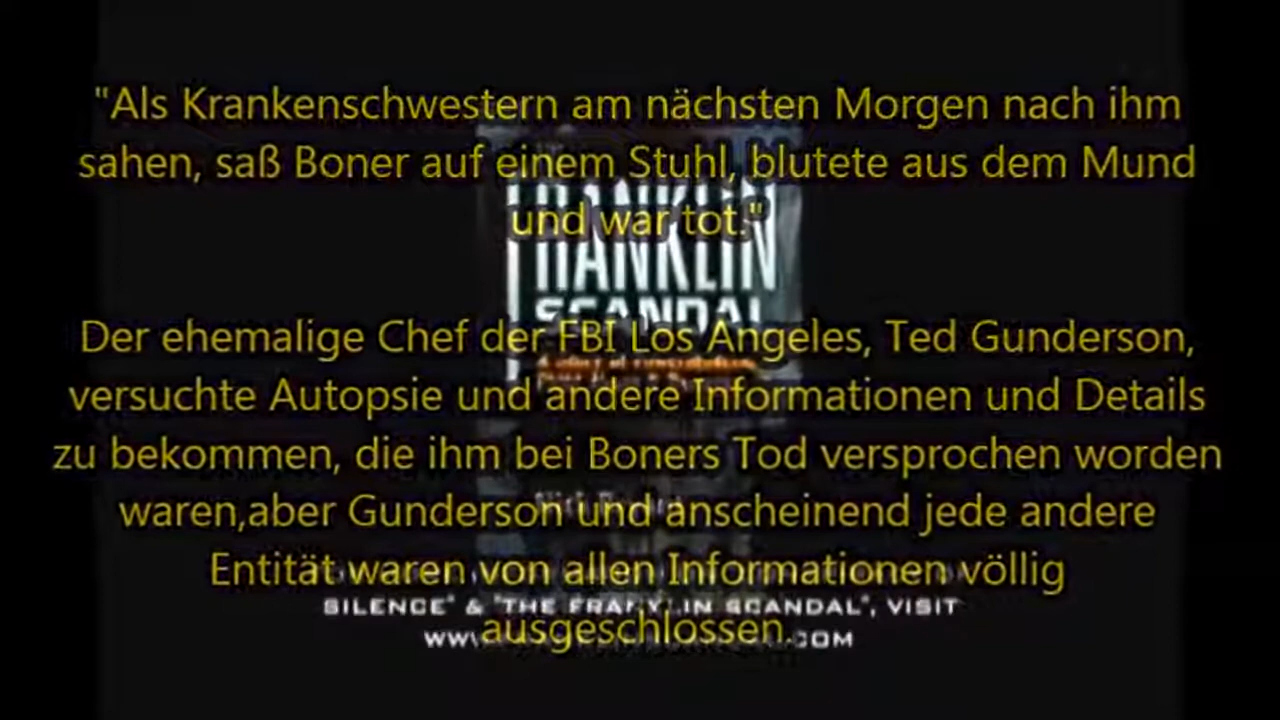 "Als Krankenschwestern am nächsten Morgen nach ihm
sahen, saß Boner auf einem Stuhl, blutete aus dem Mund
und war tot."
FRANKLIN
SCANDAL
Der ehemalige Chef der FBI Los Angeles, Ted Gunderson,
versuchte Autopsie und andere Informationen und Details
zu bekommen, die ihm bei Boners Tod versprochen worden
waren,aber Gunderson und anscheinend jede andere
Entität waren von allen Informationen völlig
SILENCE" & "THE FRANKLIN SCANDAL", VISIT
ausgeschlossen.
.COM